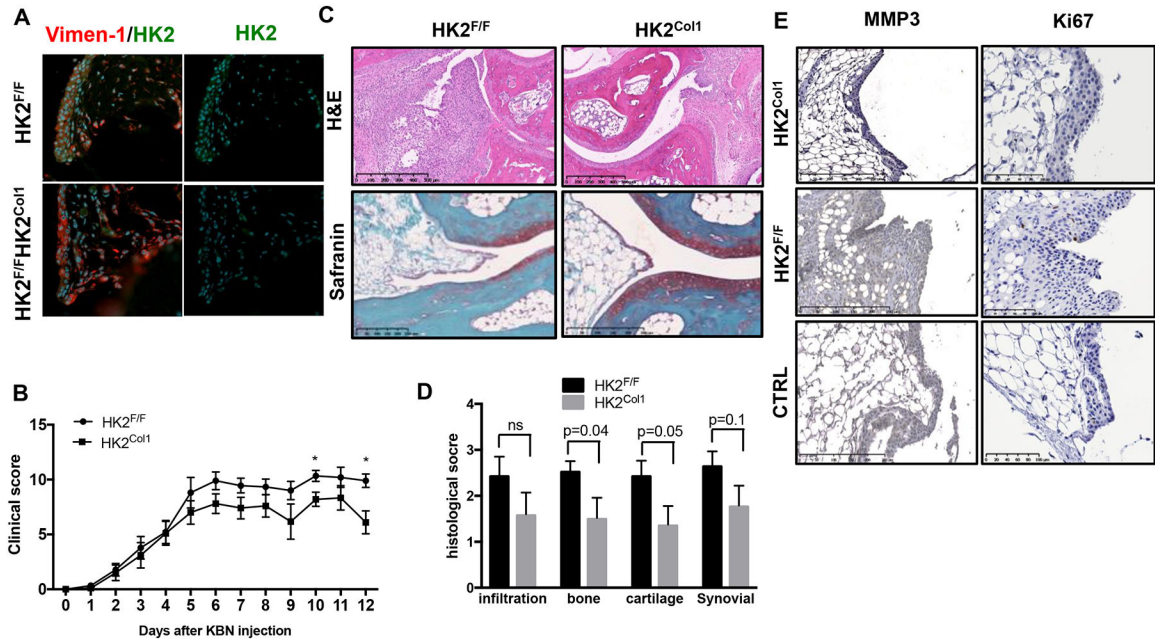 A
Vimen-1/HK2
HK2
HK2F/F
HK2F/FHK2Col1
C
HK2F/F
HK2Col1
H&E
Safranin
E
MMP3
Ki67
HK2Col1
HK2F/F
CTRL
B
HK2F/F
HK2Col1
Clinical score
15
10
5
0
* *
0 1 2 3 4 5 6 7 8 9 10 11 12
Days after KBN injection
D
HK2F/F
HK2Col1
histological socre
4
3
2
1
0
ns
p=0.04
p=0.05
p=0.1
infiltration bone cartilage Synovial